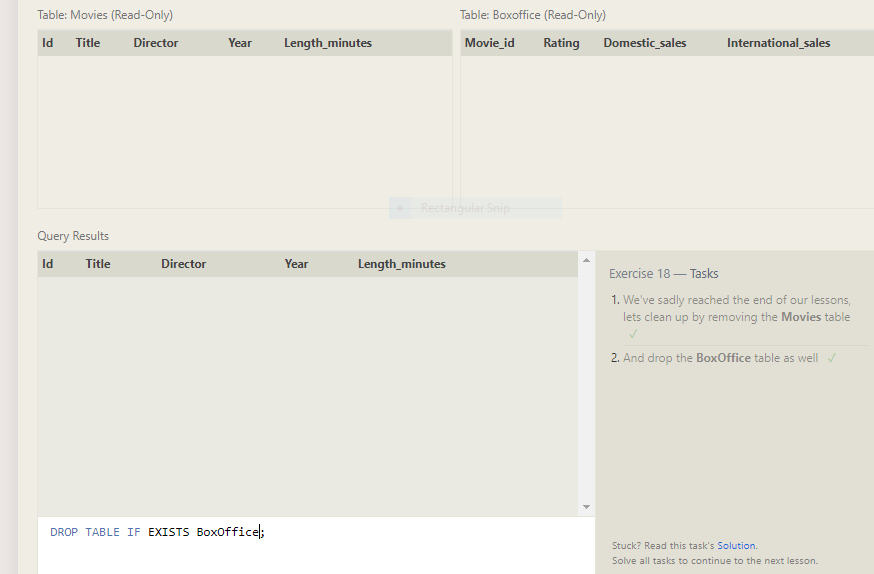 Table: Movies (Read-Only)
Table: Boxoffice (Read-Only)
Id Title Director Year Length_minutes
Movie_id Rating Domestic_sales International_sales
Rectangular Snip
Query Results
Id Title Director Year Length_minutes
Exercise 18 — Tasks
1. We've sadly reached the end of our lessons,
lets clean up by removing the Movies table
✓
2. And drop the BoxOffice table as well ✓
DROP TABLE IF EXISTS BoxOffice;
Stuck? Read this task's Solution.
Solve all tasks to continue to the next lesson.